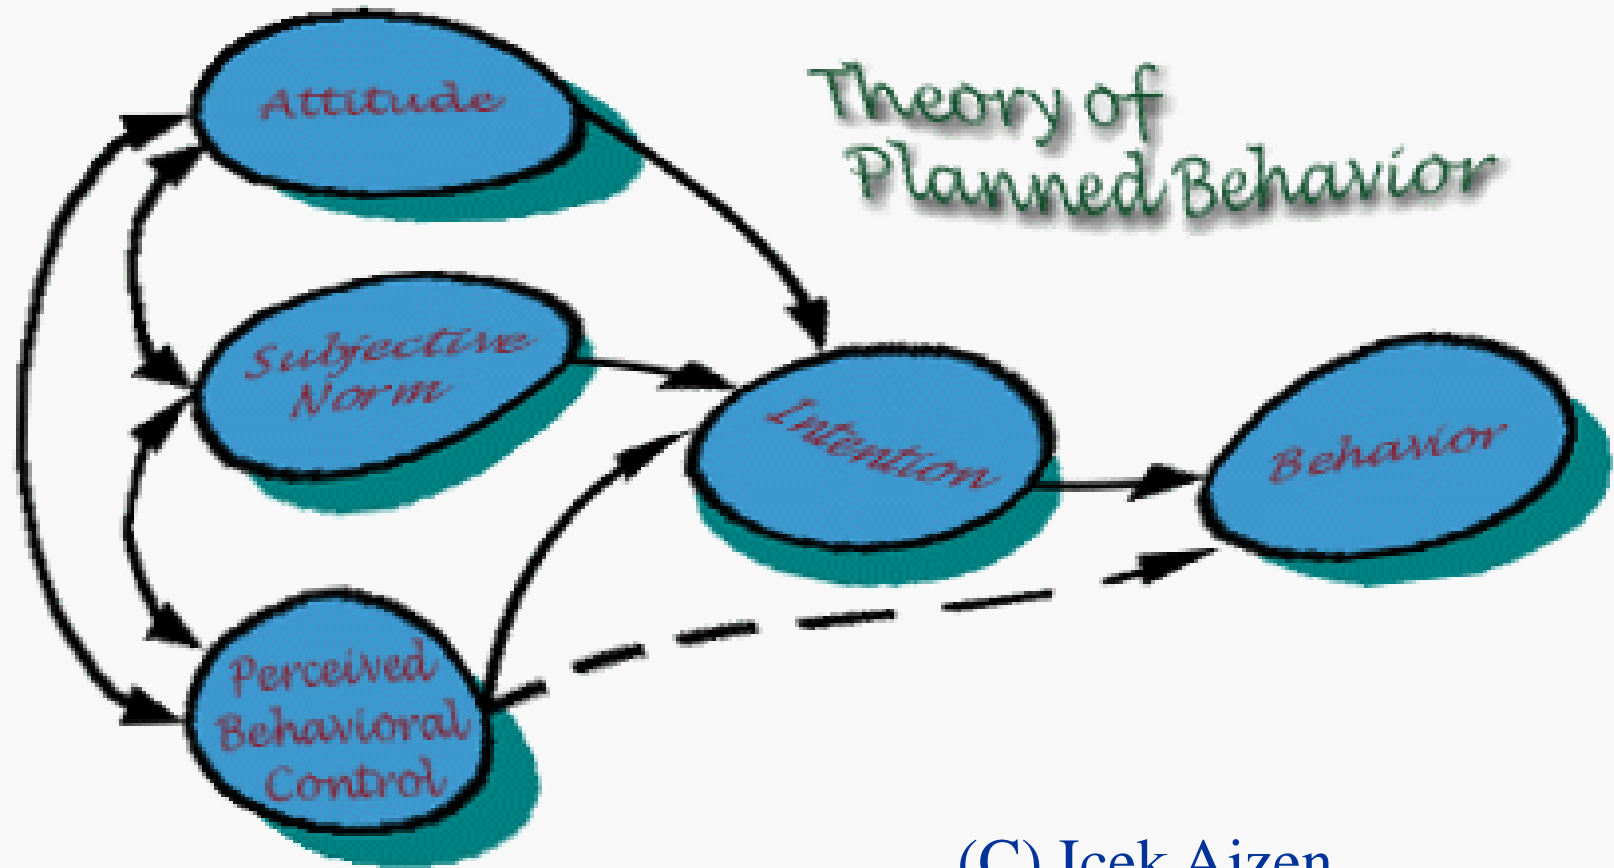 Theory of
Planned Behavior
Attitude
Subjective
Norm
Intention
Behavior
Perceived
Behavioral
Control
(C) Icek Ajzen